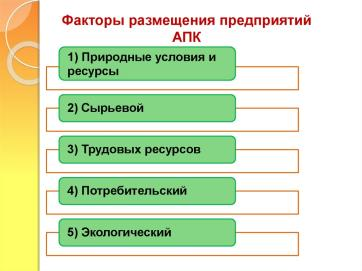 Факторы размещения предприятий
АПК
1) Природные условия и
ресурсы
2) Сырьевой
3) Трудовых ресурсов
4) Потребительский
5) Экологический